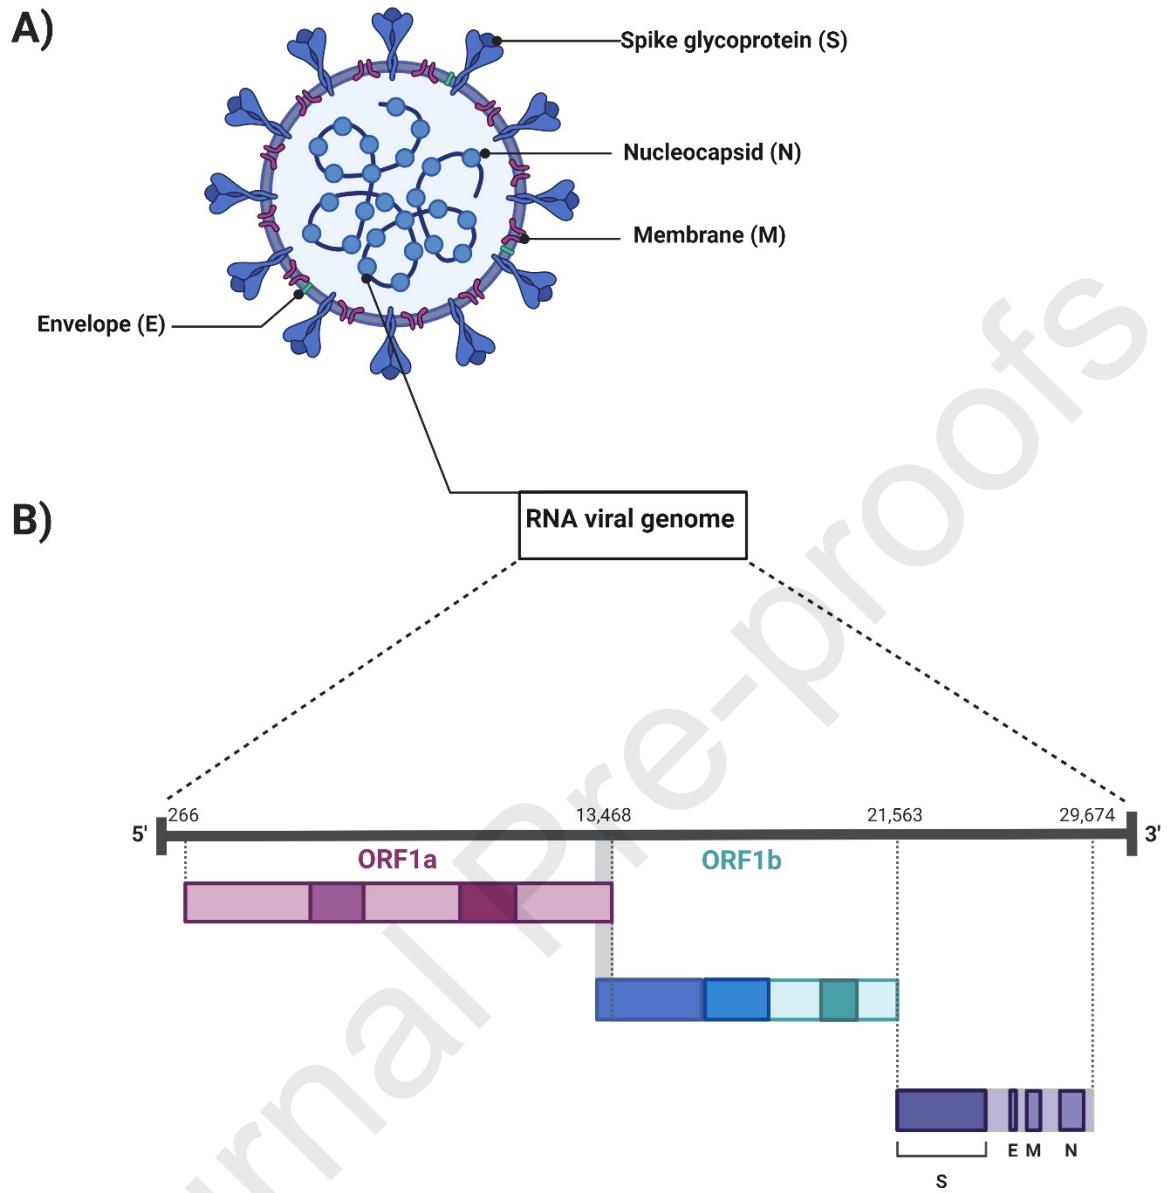 A)
Spike glycoprotein (S)
Nucleocapsid (N)
Membrane (M)
Envelope (E)
B)
RNA viral genome
266 13,468 21,563 29,674
5' 3'
ORF1a ORF1b
E M N
S
rnal Pre-proofs